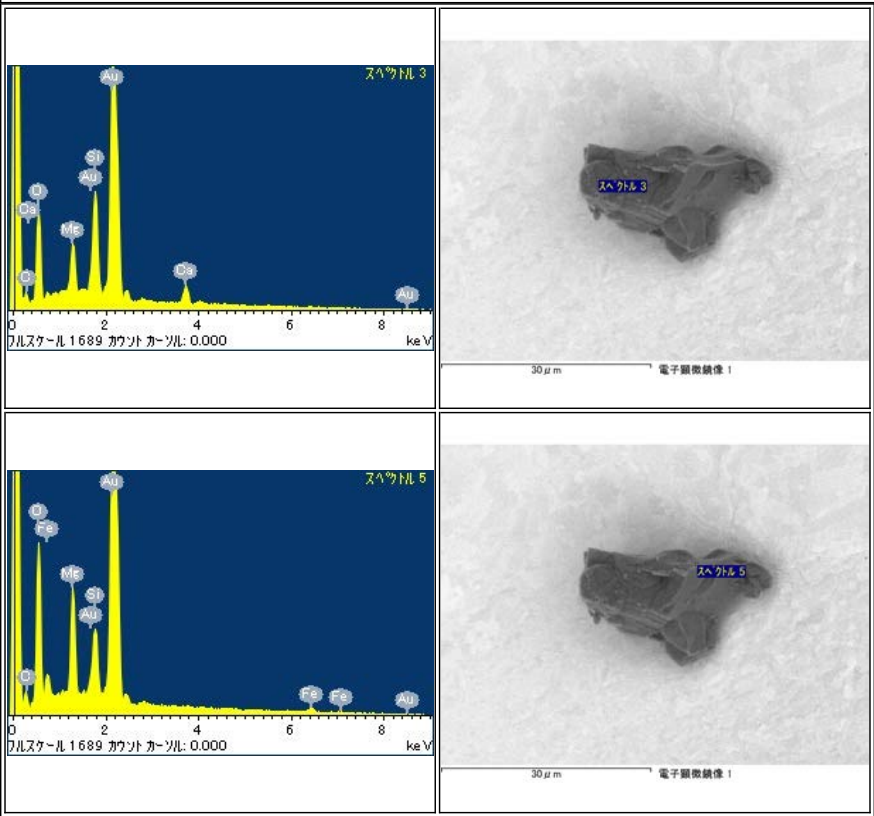 スペクトル 3
Au
Si
Au
O
Ca
Mg
C
Ca
Au
0 2 4 6 8
フルスケール 1689 カウント カーソル: 0.000 keV
スペクトル 3
30μm 電子顕微鏡像 1
スペクトル 5
Au
O
Fe
Mg
Si
Au
C
Fe
Fe
Au
0 2 4 6 8
フルスケール 1689 カウント カーソル: 0.000 keV
スペクトル 5
30μm 電子顕微鏡像 1